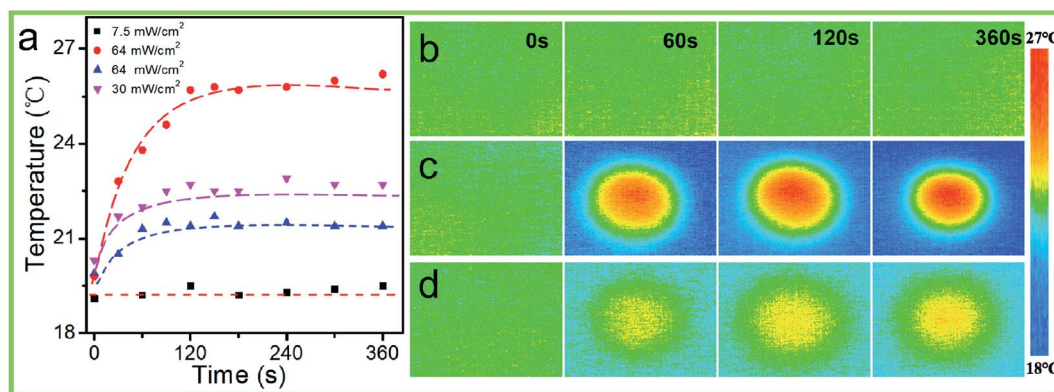 a
7.5 mW/cm²
64 mW/cm²
64 mW/cm²
30 mW/cm²
27
24
21
18
Temperature (℃)
0
120
240
360
Time (s)
b
0s
60s
120s
360s
c
d
27℃
18℃